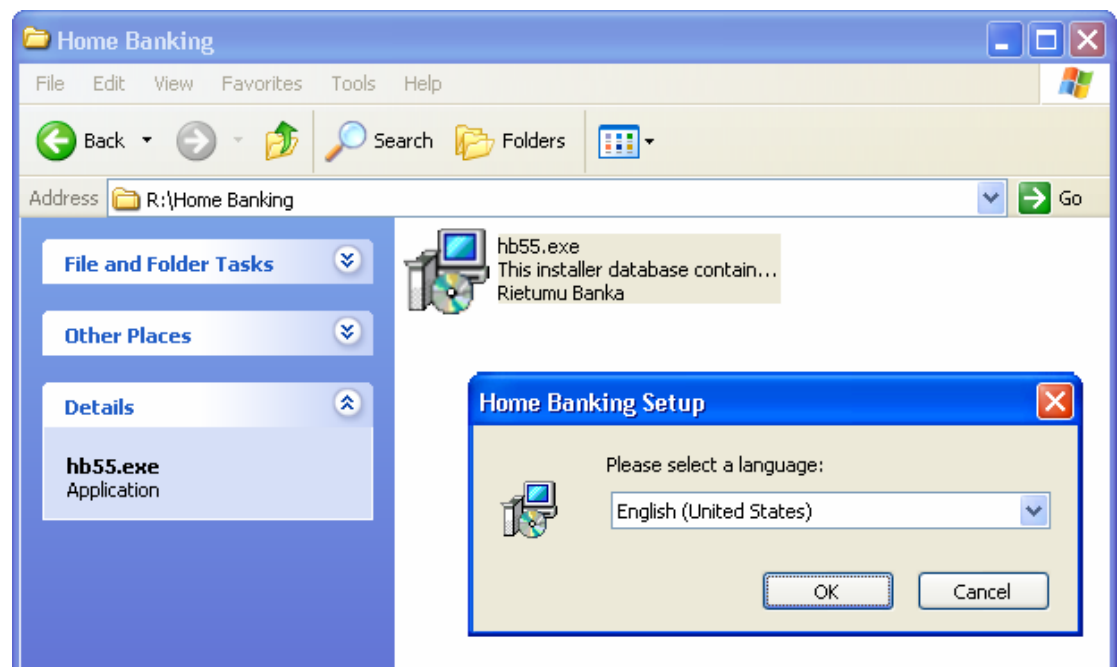 Home Banking
File Edit View Favorites Tools Help
Back Search Folders
Address R:\Home Banking Go
File and Folder Tasks
Other Places
Details
hb55.exe
Application
hb55.exe
This installer database contain...
Rietumu Banka
Home Banking Setup
Please select a language:
English (United States)
OK Cancel